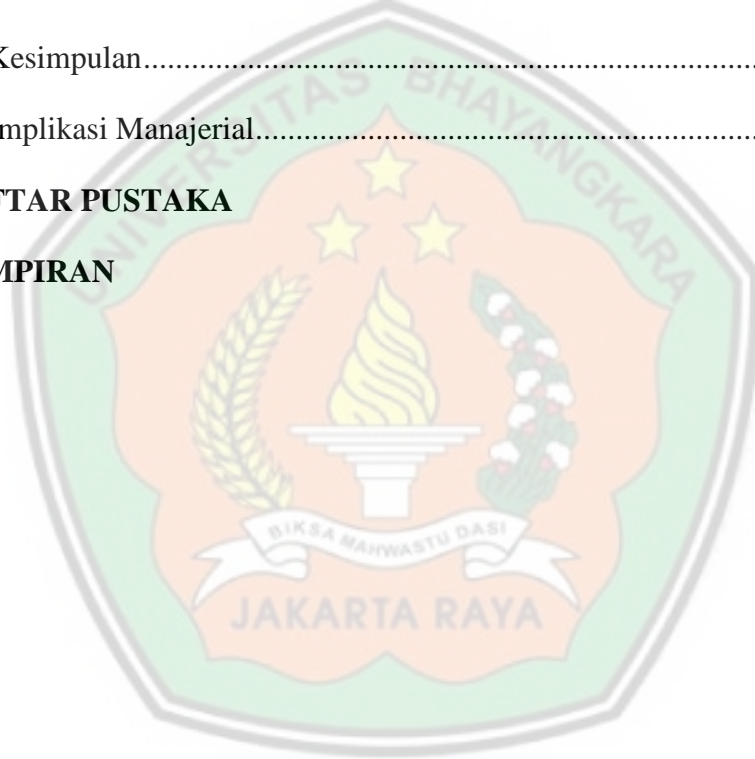 Kesimpulan..........................................................................
mplikasi Manajerial............................................................
TAR PUSTAKA
MPIRAN
UNIVERSITAS BHAYANGKARA
BIKSA MAHWASTU DASI
JAKARTA RAYA